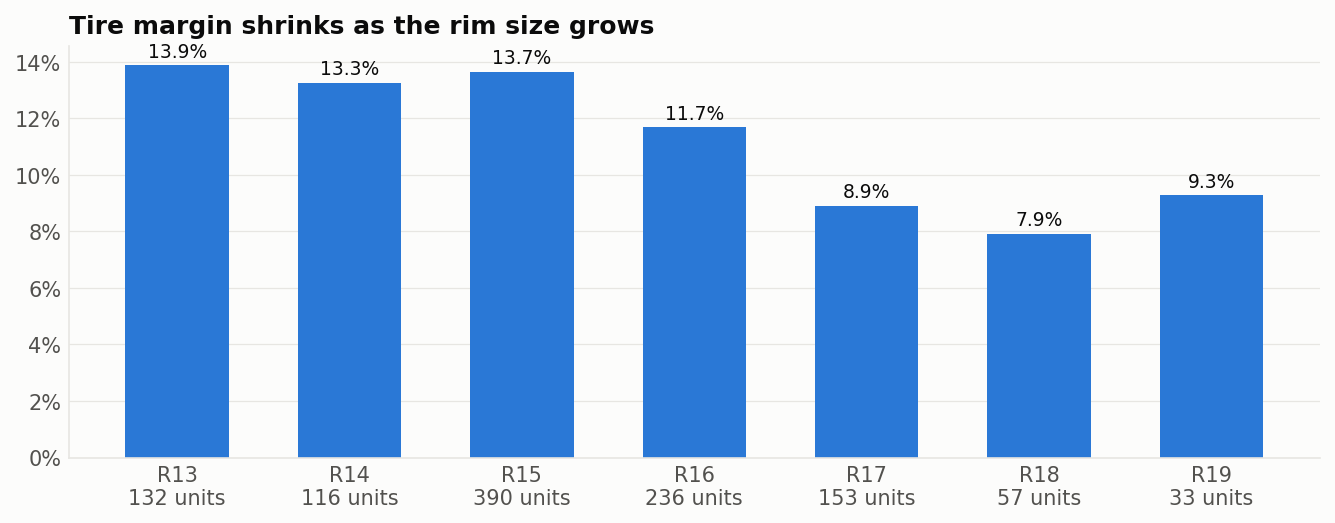 Tire margin shrinks as the rim size grows
14%
12%
10%
8%
6%
4%
2%
0%
13.9%
13.3%
13.7%
11.7%
8.9%
7.9%
9.3%
R13
132 units
R14
116 units
R15
390 units
R16
236 units
R17
153 units
R18
57 units
R19
33 units